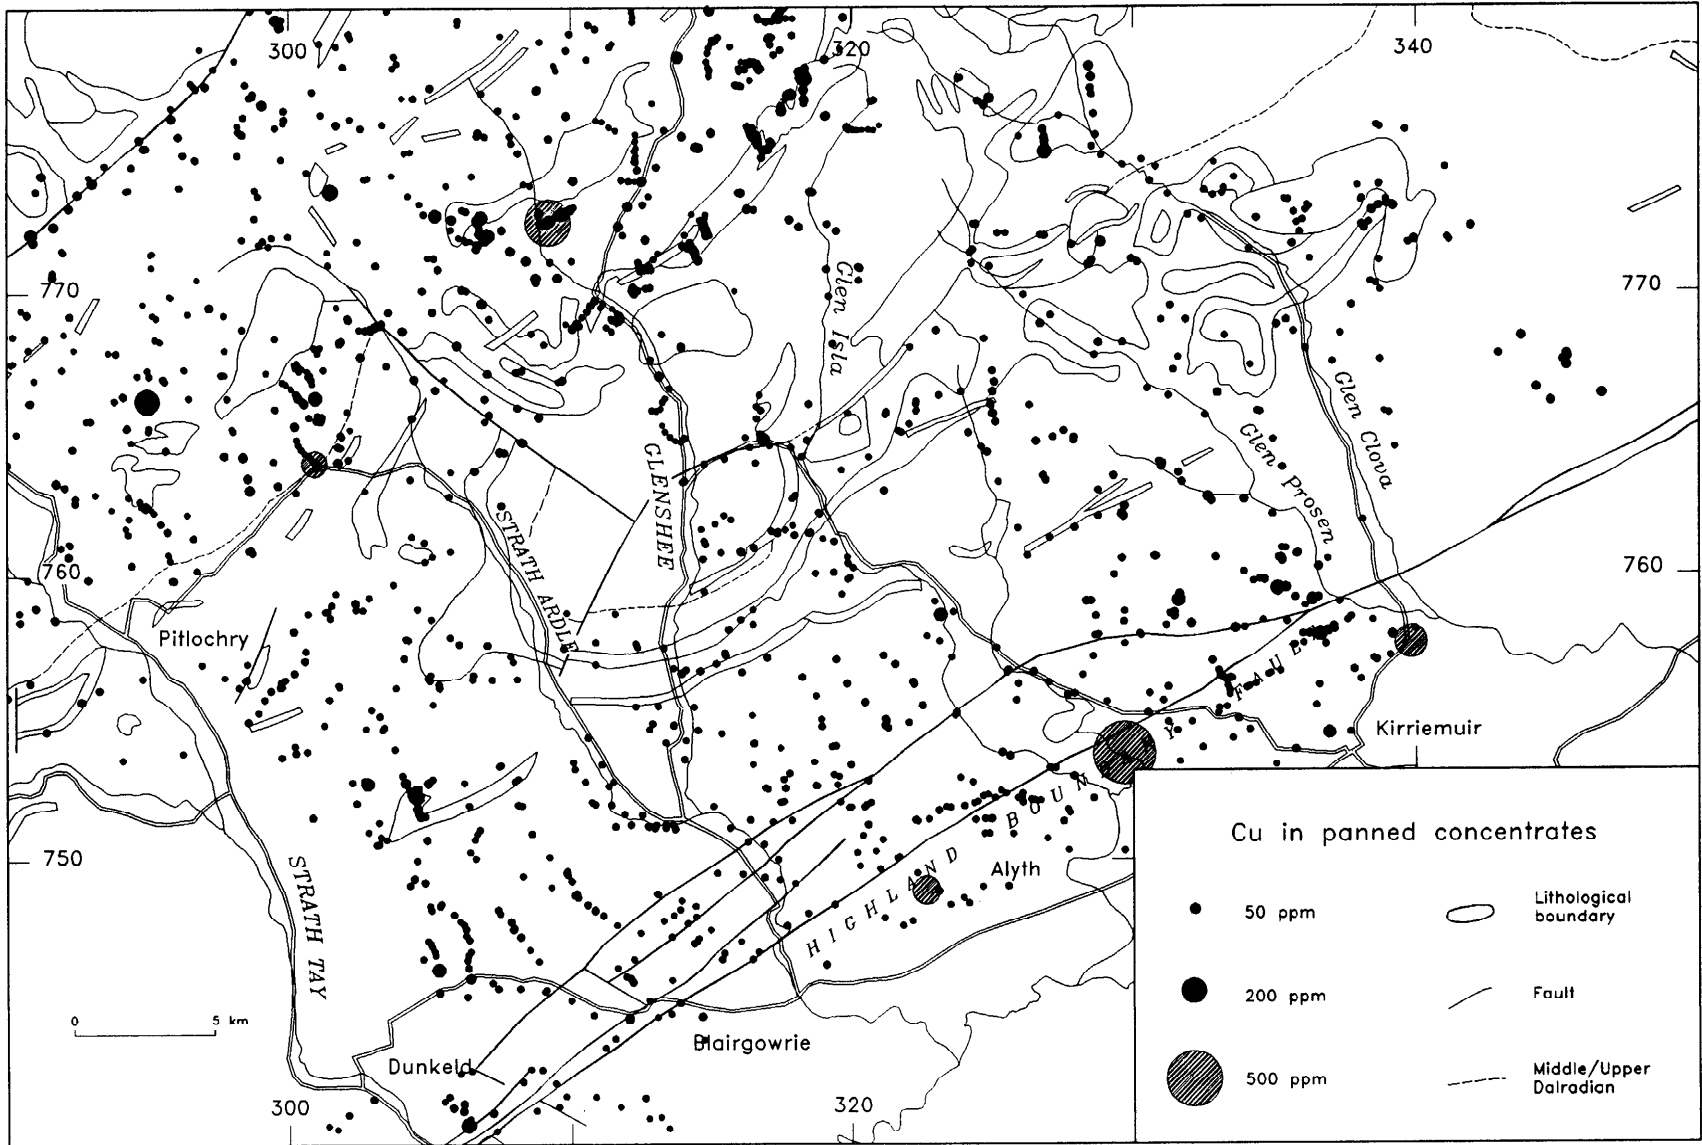 300
320
340
770
770
Glen Isla
Glen Clova
Glen Prosen
GLENSHEE
STRATH ARDLE
760
760
Pitlochry
HIGHLAND BOUNDARY FAULT
Kirriemuir
750
Alyth
STRATH TAY
0 5 km
Blairgowrie
Dunkeld
300
320
Cu in panned concentrates
50 ppm
Lithological
boundary
200 ppm
Fault
500 ppm
Middle/Upper
Dalradian